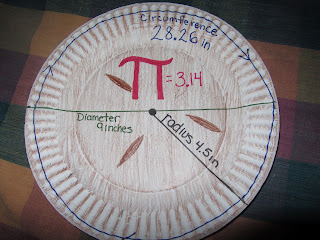 Circumference
28.26 in
π = 3.14
Diameter
9 inches
radius 4.5 in